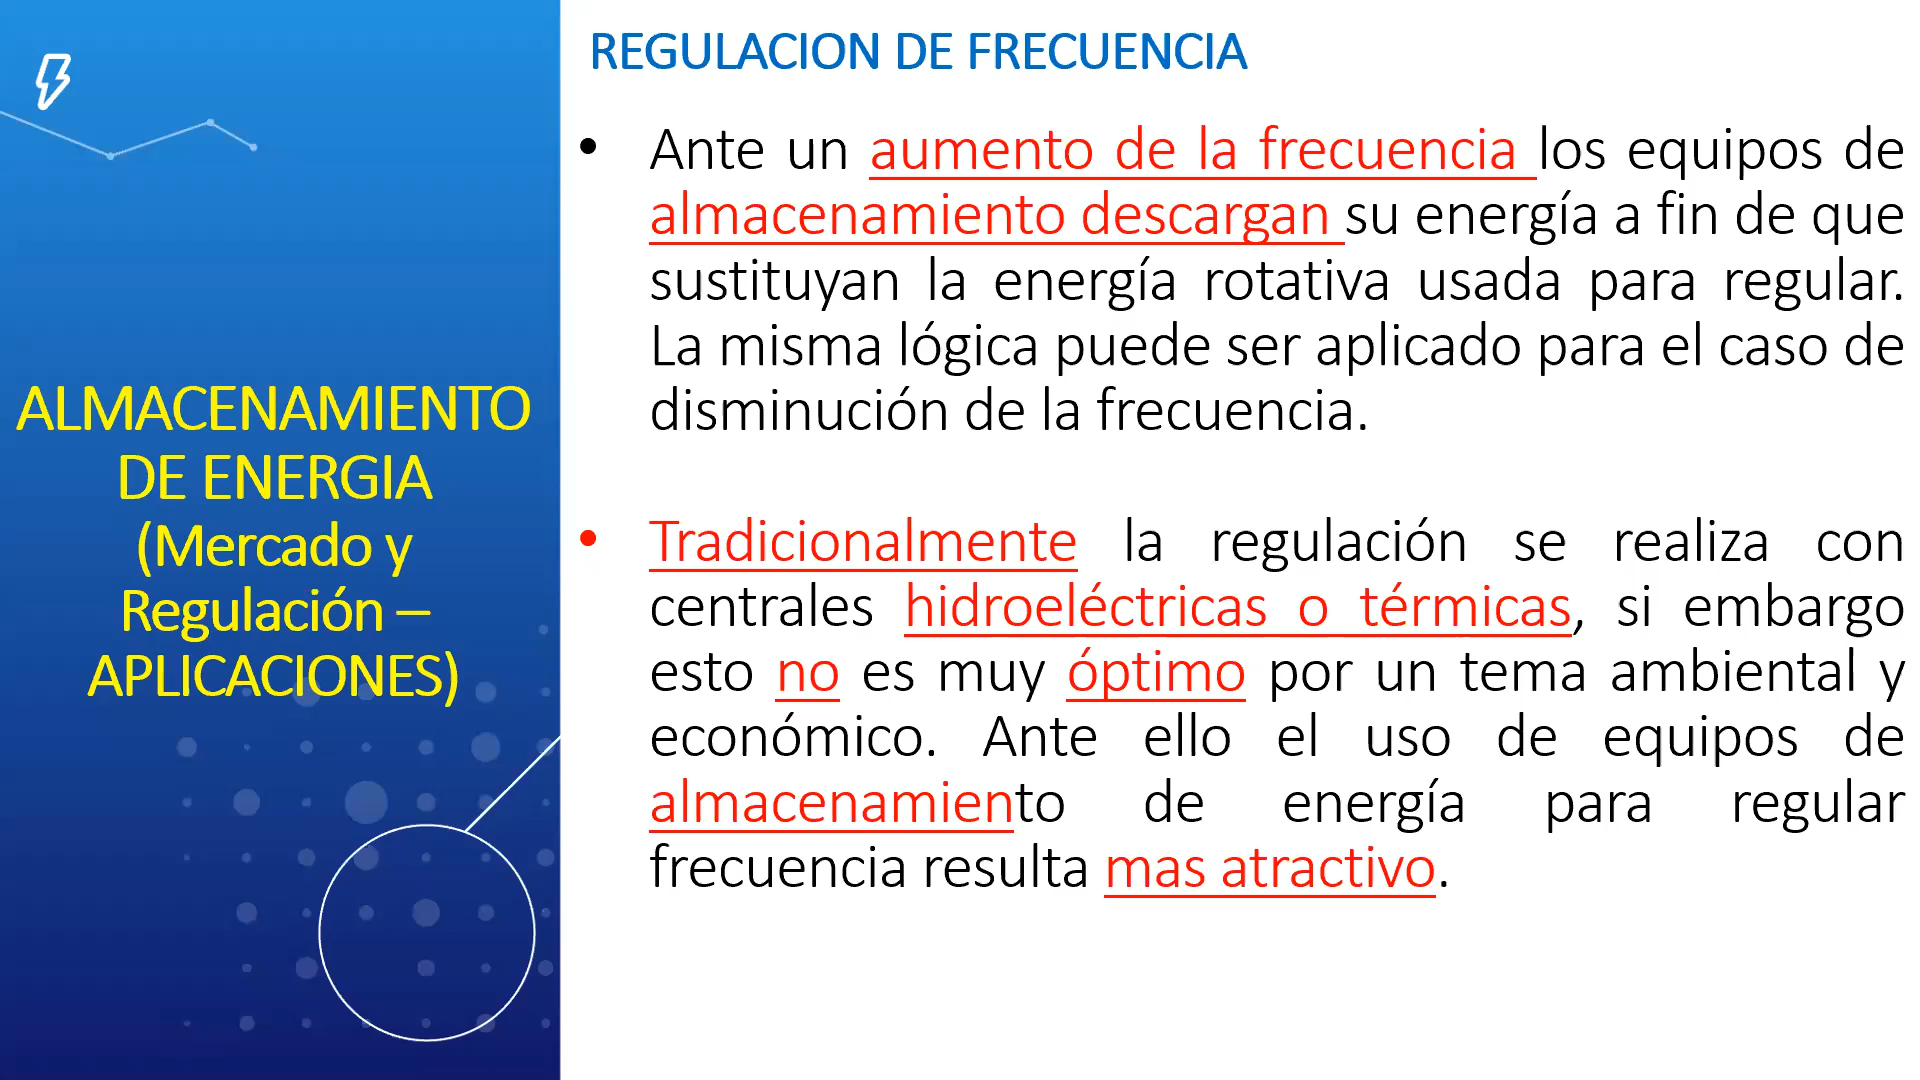 ALMACENAMIENTO
DE ENERGIA
(Mercado y
Regulación –
APLICACIONES)
REGULACION DE FRECUENCIA
• Ante un aumento de la frecuencia los equipos de
almacenamiento descargan su energía a fin de que
sustituyan la energía rotativa usada para regular.
La misma lógica puede ser aplicado para el caso de
disminución de la frecuencia.
• Tradicionalmente la regulación se realiza con
centrales hidroeléctricas o térmicas, si embargo
esto no es muy óptimo por un tema ambiental y
económico. Ante ello el uso de equipos de
almacenamiento de energía para regular
frecuencia resulta mas atractivo.